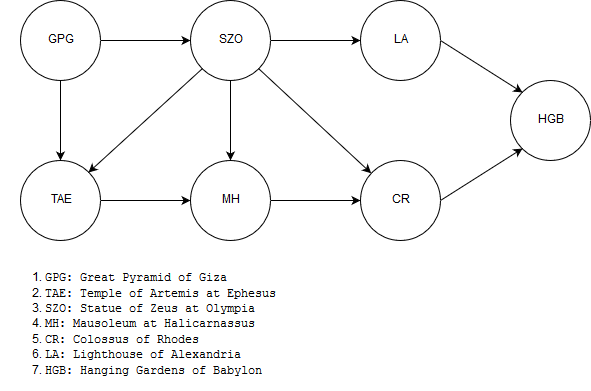 GPG
SZO
LA
HGB
TAE
MH
CR
1. GPG: Great Pyramid of Giza
2. TAE: Temple of Artemis at Ephesus
3. SZO: Statue of Zeus at Olympia
4. MH: Mausoleum at Halicarnassus
5. CR: Colossus of Rhodes
6. LA: Lighthouse of Alexandria
7. HGB: Hanging Gardens of Babylon